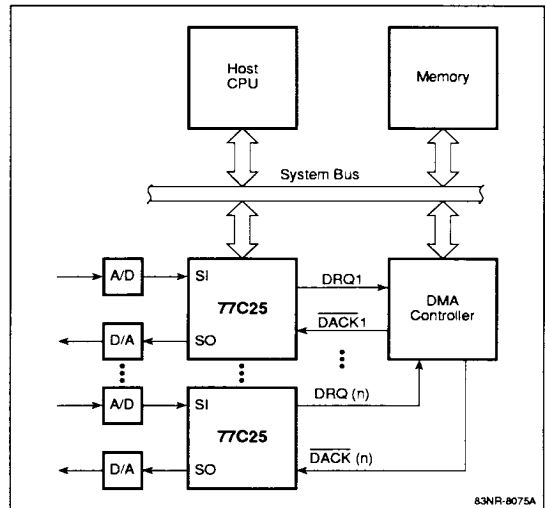 Host
CPU
Memory
System Bus
A/D
SI
77C25
DRQ1
DMA
Controller
DACK1
D/A
SO
A/D
SI
77C25
DRQ (n)
D/A
SO
DACK (n)
83NR-8075A